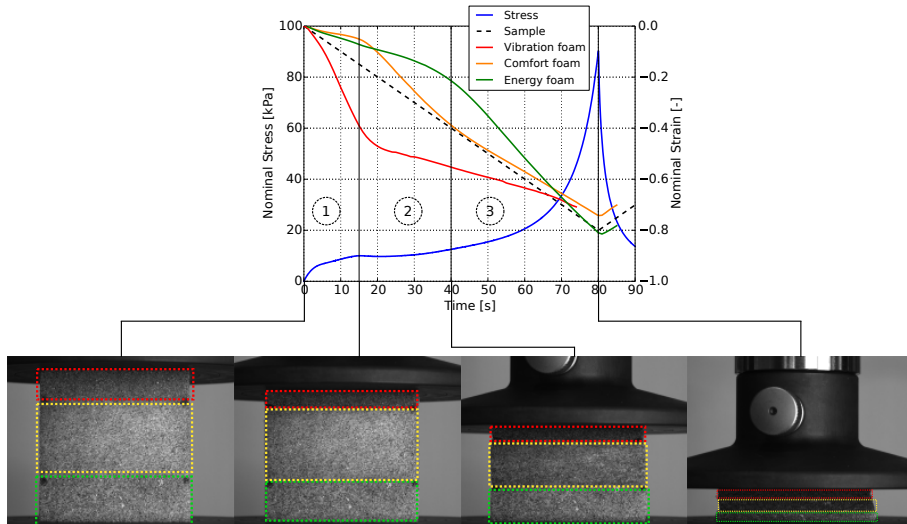 Stress
Sample
Vibration foam
Comfort foam
Energy foam
Nominal Stress [kPa]
100
80
60
40
20
0
0.0
−0.2
−0.4
−0.6
−0.8
−1.0
Nominal Strain [-]
1
2
3
0 10 20 30 40 50 60 70 80 90
Time [s]